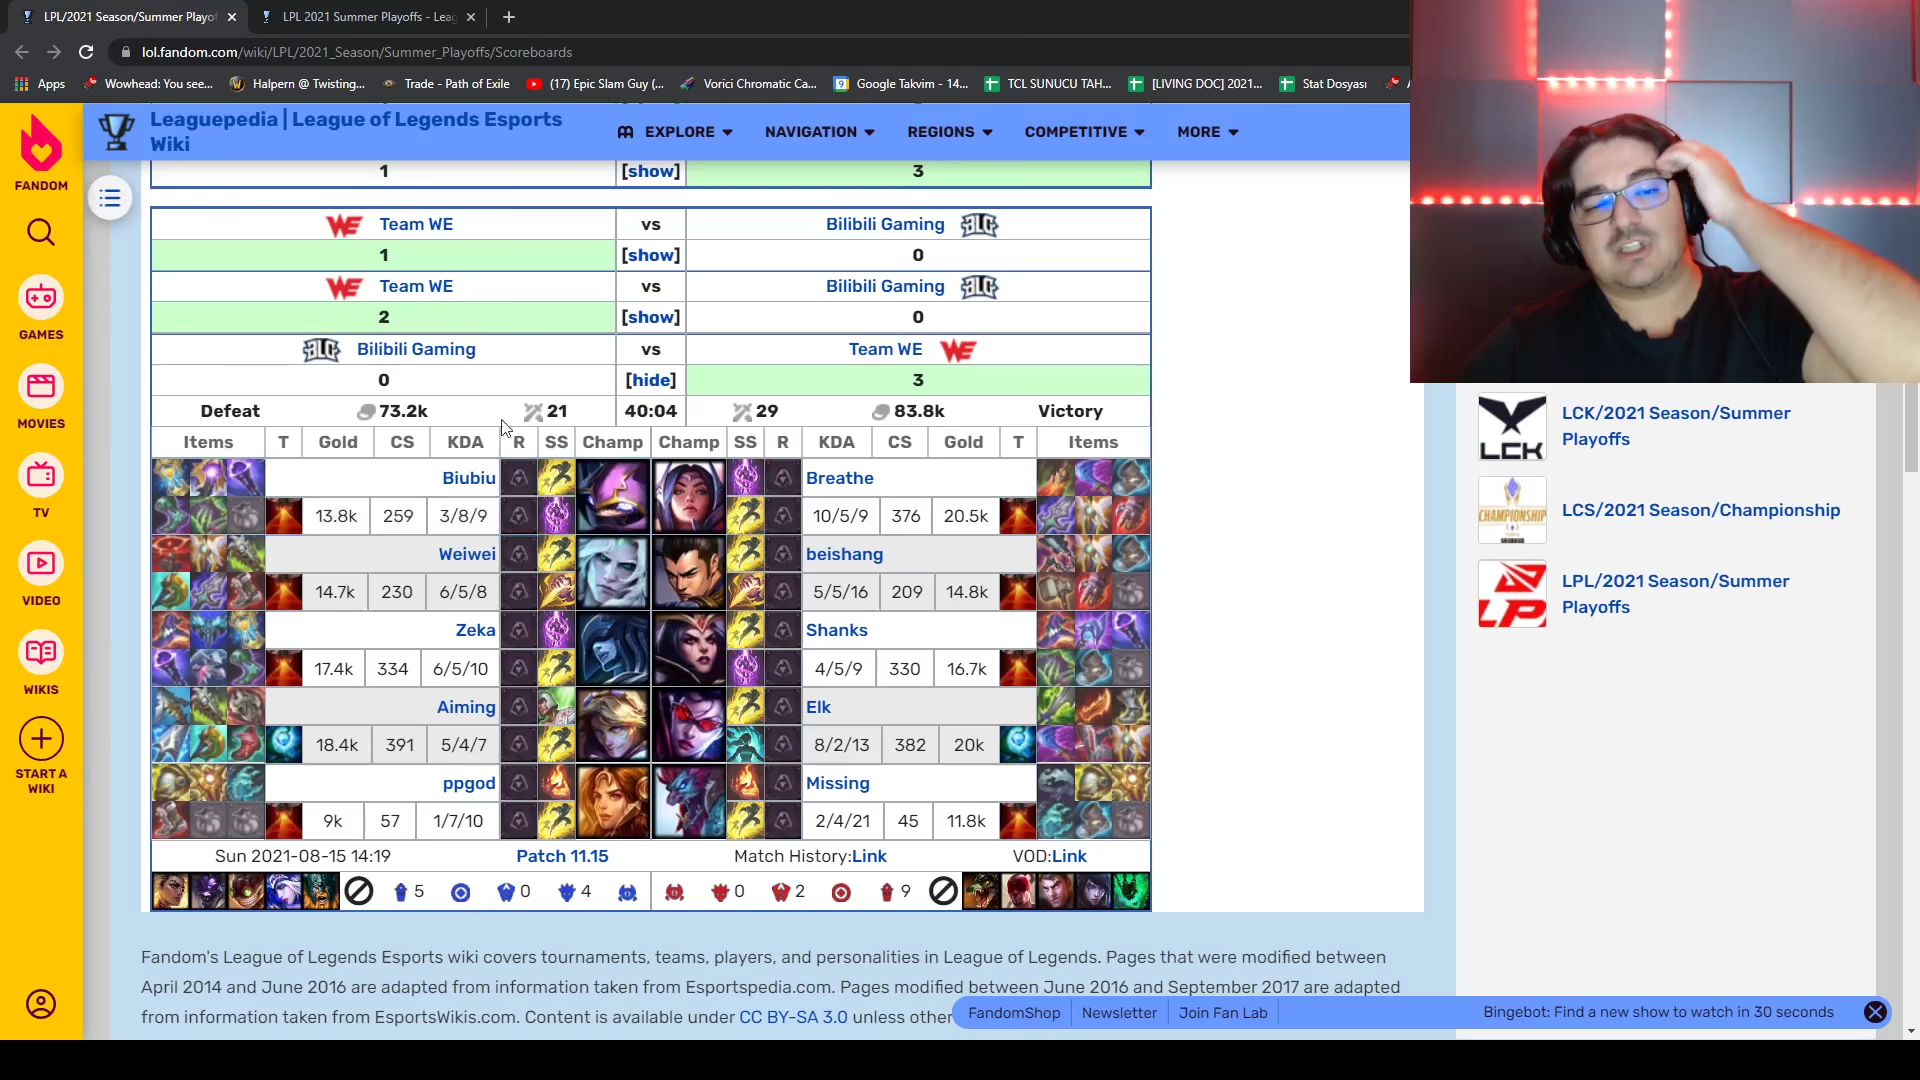 LPL/2021 Season/Summer Playof
LPL 2021 Summer Playoffs - Leag
lol.fandom.com/wiki/LPL/2021_Season/Summer_Playoffs/Scoreboards
Apps
Wowhead: You see...
Halpern @ Twisting...
Trade - Path of Exile
(17) Epic Slam Guy (...
Vorici Chromatic Ca...
Google Takvim - 14...
TCL SUNUCU TAH...
[LIVING DOC] 2021...
Stat Dosyası
Leaguepedia | League of Legends Esports
Wiki
EXPLORE
NAVIGATION
REGIONS
COMPETITIVE
MORE
FANDOM
GAMES
MOVIES
TV
VIDEO
WIKIS
START A
WIKI
1 [show] 3
Team WE vs Bilibili Gaming
1 [show] 0
Team WE vs Bilibili Gaming
2 [show] 0
Bilibili Gaming vs Team WE
0 [hide] 3
Defeat 73.2k 21 40:04 29 83.8k Victory
Items T Gold CS KDA R SS Champ Champ SS R KDA CS Gold T Items
Biubiu Breathe
13.8k 259 3/8/9 10/5/9 376 20.5k
Weiwei beishang
14.7k 230 6/5/8 5/5/16 209 14.8k
Zeka Shanks
17.4k 334 6/5/10 4/5/9 330 16.7k
Aiming Elk
18.4k 391 5/4/7 8/2/13 382 20k
ppgod Missing
9k 57 1/7/10 2/4/21 45 11.8k
Sun 2021-08-15 14:19 Patch 11.15 Match History:Link VOD:Link
5 0 4 0 2 9
LCK
LCK/2021 Season/Summer
Playoffs
CHAMPIONSHIP
LCS/2021 Season/Championship
LPL/2021 Season/Summer
Playoffs
Fandom's League of Legends Esports wiki covers tournaments, teams, players, and personalities in League of Legends. Pages that were modified between
April 2014 and June 2016 are adapted from information taken from Esportspedia.com. Pages modified between June 2016 and September 2017 are adapted
from information taken from EsportsWikis.com. Content is available under CC BY-SA 3.0 unless other
FandomShop
Newsletter
Join Fan Lab
Bingebot: Find a new show to watch in 30 seconds